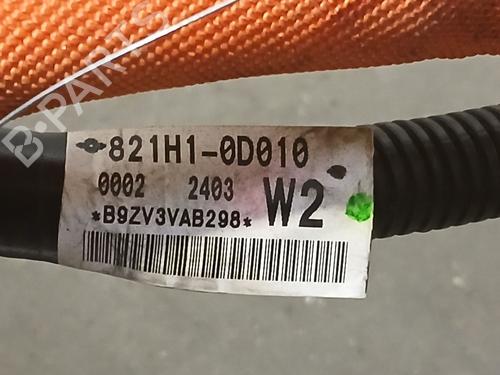 B-PARTS
821H1-0D010
0002 2403
W2
*B9ZV3VAB298*